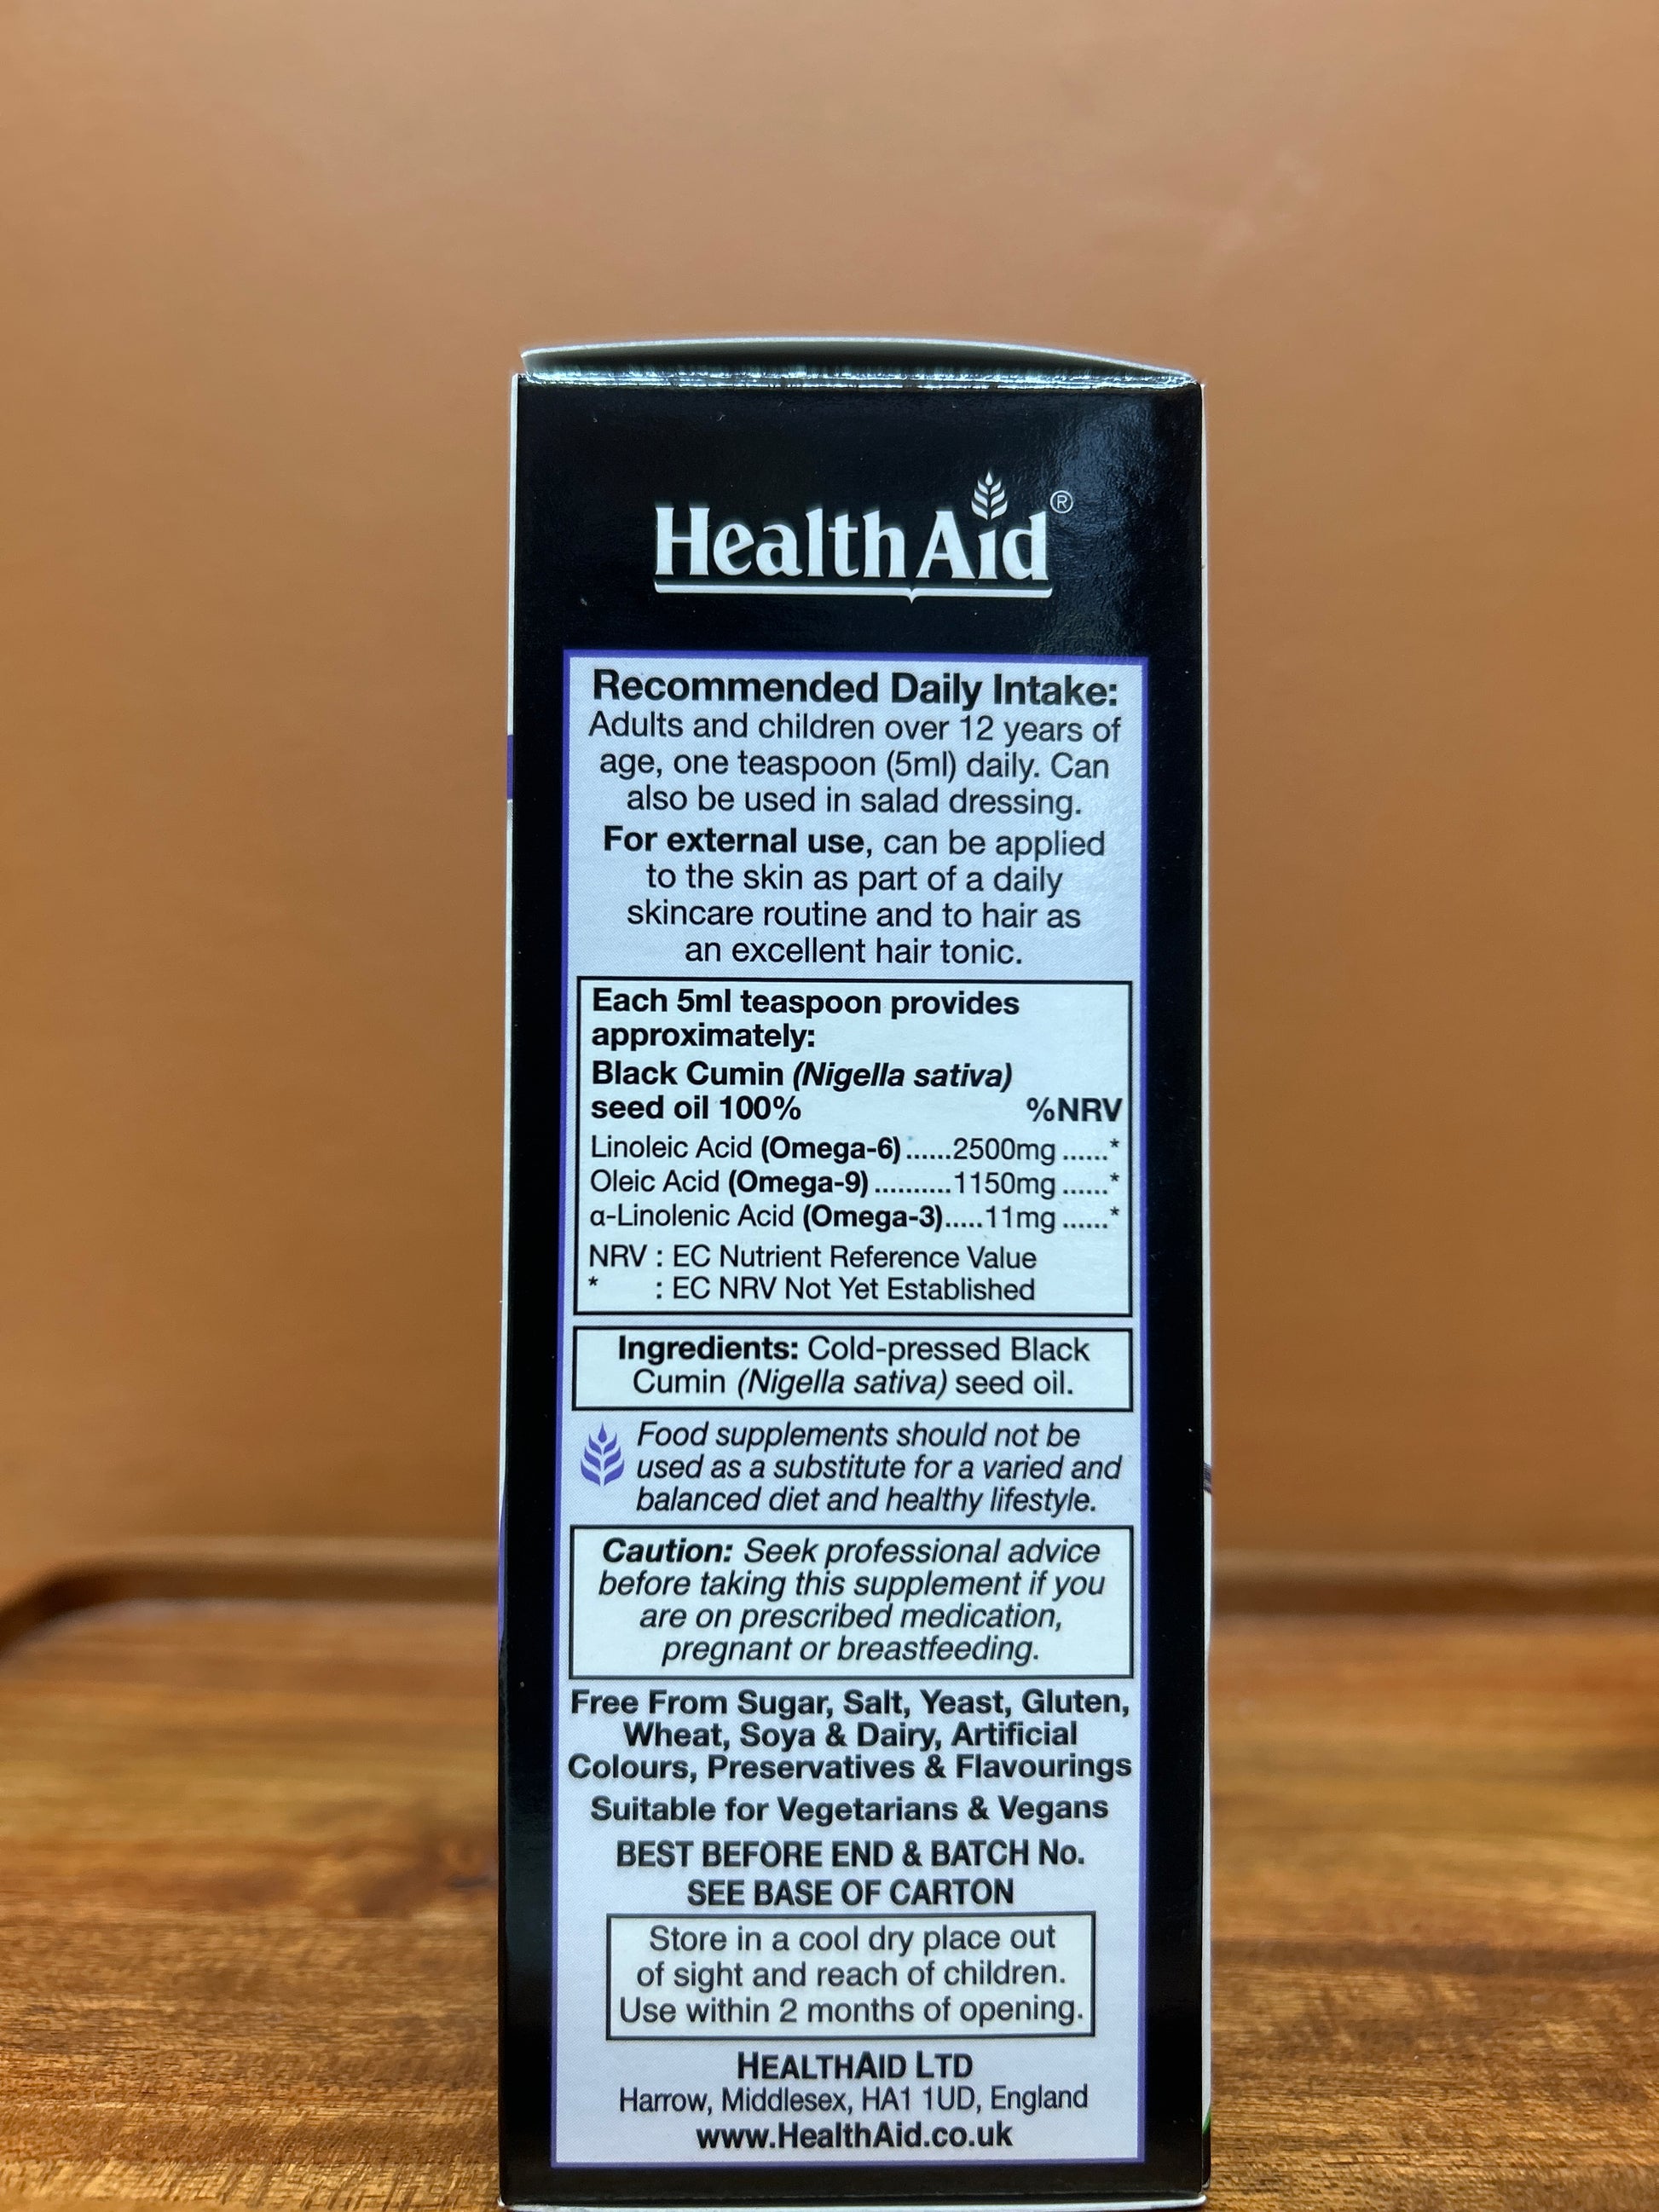 HealthAid®
Recommended Daily Intake:
Adults and children over 12 years of
age, one teaspoon (5ml) daily. Can
also be used in salad dressing.
For external use, can be applied
to the skin as part of a daily
skincare routine and to hair as
an excellent hair tonic.
Each 5ml teaspoon provides
approximately:
Black Cumin (Nigella sativa)
seed oil 100% %NRV
Linoleic Acid (Omega-6)......2500mg......*
Oleic Acid (Omega-9)..........1150mg......*
α-Linolenic Acid (Omega-3).....11mg......*
NRV : EC Nutrient Reference Value
* : EC NRV Not Yet Established
Ingredients: Cold-pressed Black
Cumin (Nigella sativa) seed oil.
Food supplements should not be
used as a substitute for a varied and
balanced diet and healthy lifestyle.
Caution: Seek professional advice
before taking this supplement if you
are on prescribed medication,
pregnant or breastfeeding.
Free From Sugar, Salt, Yeast, Gluten,
Wheat, Soya & Dairy, Artificial
Colours, Preservatives & Flavourings
Suitable for Vegetarians & Vegans
BEST BEFORE END & BATCH No.
SEE BASE OF CARTON
Store in a cool dry place out
of sight and reach of children.
Use within 2 months of opening.
HEALTHAID LTD
Harrow, Middlesex, HA1 1UD, England
www.HealthAid.co.uk